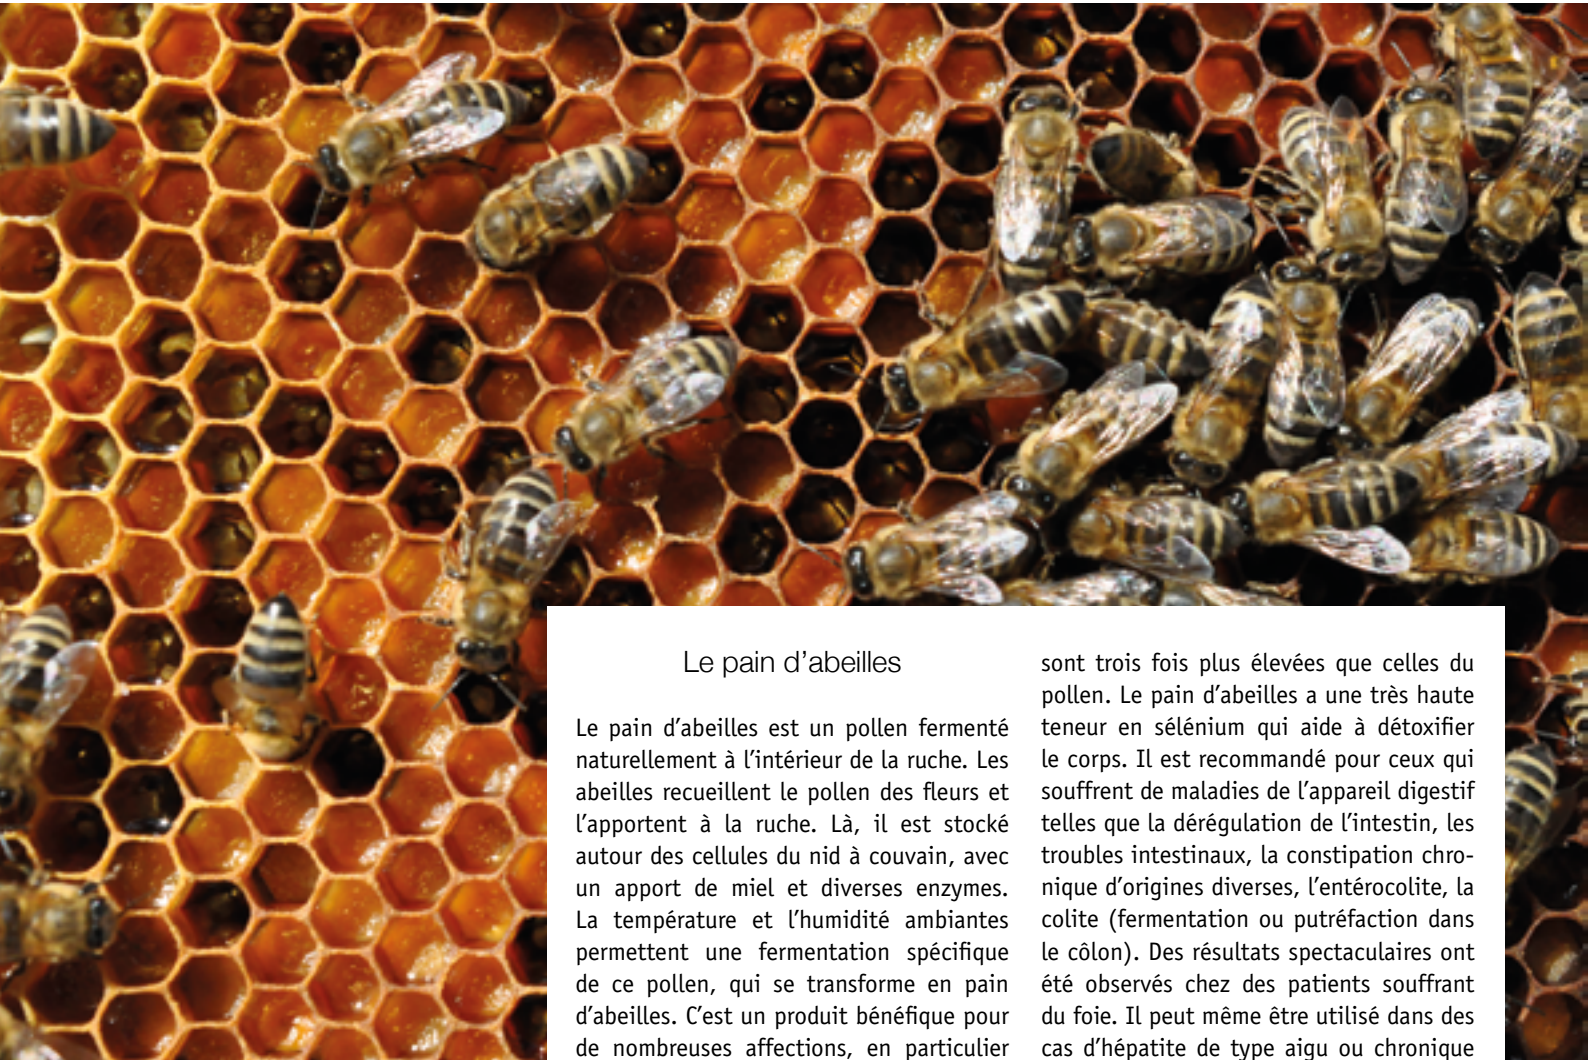 Le pain d’abeilles
Le pain d’abeilles est un pollen fermenté
naturellement à l’intérieur de la ruche. Les
abeilles recueillent le pollen des fleurs et
l’apportent à la ruche. Là, il est stocké
autour des cellules du nid à couvain, avec
un apport de miel et diverses enzymes.
La température et l’humidité ambiantes
permettent une fermentation spécifique
de ce pollen, qui se transforme en pain
d’abeilles. C’est un produit bénéfique pour
de nombreuses affections, en particulier
sont trois fois plus élevées que celles du
pollen. Le pain d’abeilles a une très haute
teneur en sélénium qui aide à détoxifier
le corps. Il est recommandé pour ceux qui
souffrent de maladies de l’appareil digestif
telles que la dérégulation de l’intestin, les
troubles intestinaux, la constipation chro-
nique d’origines diverses, l’entérocolite, la
colite (fermentation ou putréfaction dans
le côlon). Des résultats spectaculaires ont
été observés chez des patients souffrant
du foie. Il peut même être utilisé dans des
cas d’hépatite de type aigu ou chronique